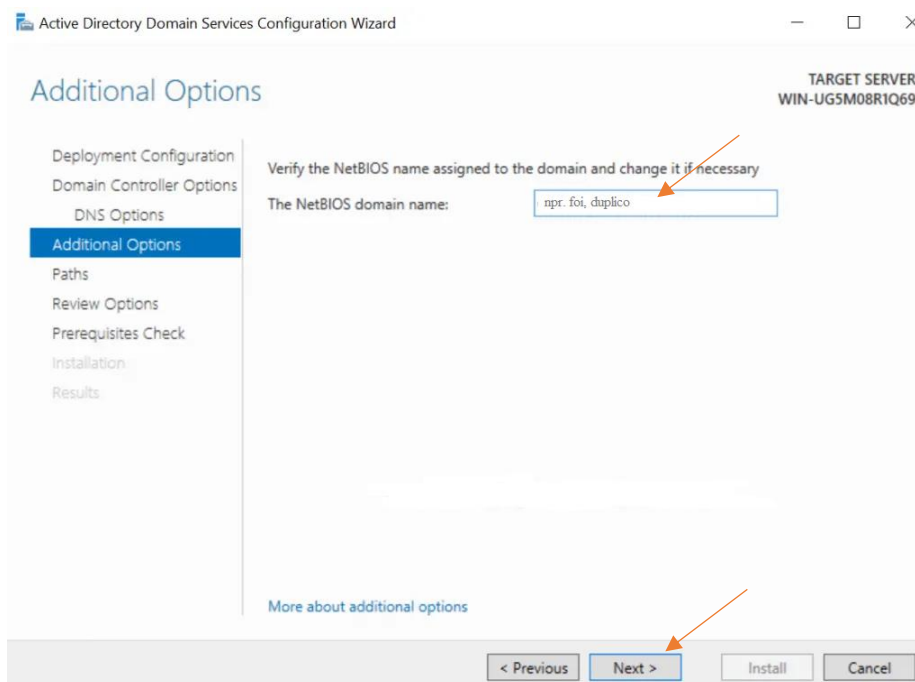 Active Directory Domain Services Configuration Wizard
Additional Options
TARGET SERVER
WIN-UG5M08R1Q69
Deployment Configuration
Domain Controller Options
DNS Options
Additional Options
Paths
Review Options
Prerequisites Check
Installation
Results
Verify the NetBIOS name assigned to the domain and change it if necessary
The NetBIOS domain name: npr. foi, duplico
More about additional options
< Previous Next > Install Cancel